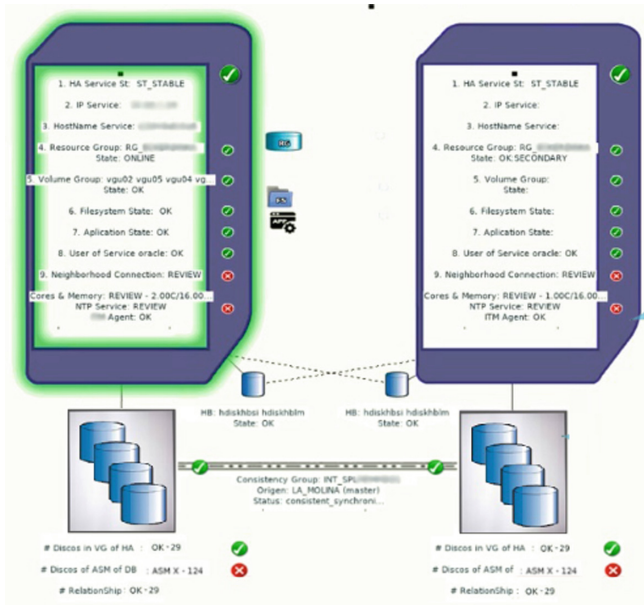 1. HA Service St: ST_STABLE
2. IP Service:
3. HostName Service:
4. Resource Group: RG_
State: ONLINE
5. Volume Group: vgu02 vgu05 vgu04 vg...
State: OK
6. Filesystem State: OK
7. Aplication State: OK
8. User of Service oracle: OK
9. Neighborhood Connection: REVIEW
Cores & Memory: REVIEW - 2.00C/16.00...
NTP Service: REVIEW
Agent: OK
RG
FS
APP
1. HA Service St: ST_STABLE
2. IP Service:
3. HostName Service:
4. Resource Group: RG_
State: OK:SECONDARY
5. Volume Group:
State:
6. Filesystem State:
7. Aplication State:
8. User of Service oracle: OK
9. Neighborhood Connection: REVIEW
Cores & Memory: REVIEW - 1.00C/16.00...
NTP Service: REVIEW
ITM Agent: OK
HB: hdiskhbsi hdiskhblm
State: OK
HB: hdiskhbsi hdiskhblm
State: OK
Consistency Group: INT_SPL
Origen: LA_MOLINA (master)
Status: consistent_synchroni...
# Discos in VG of HA : OK-29
# Discos of ASM of DB : ASM X - 124
# RelationShip : OK-29
# Discos in VG of HA : OK-29
# Discos of ASM of : ASM X - 124
# RelationShip : OK-29